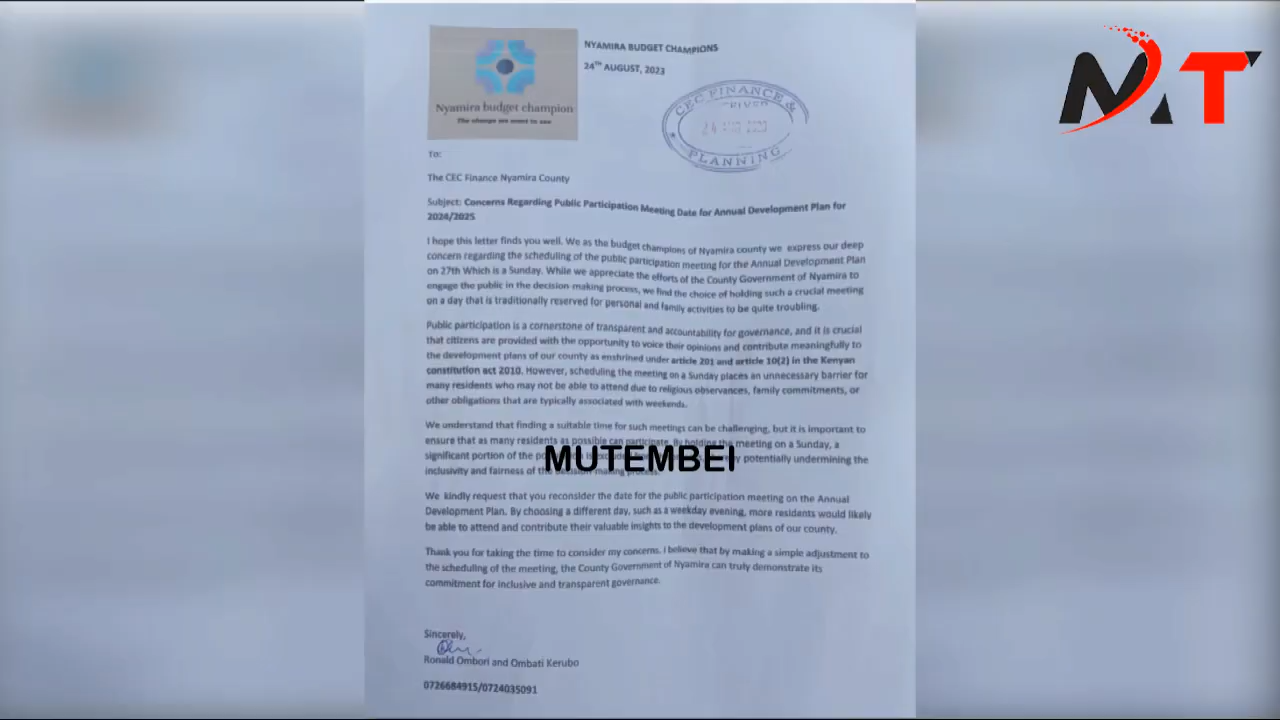 NYAMIRA BUDGET CHAMPIONS
24TH AUGUST, 2023
Nyamira budget champion
The change we want to see
CEC FINANCE &
PLANNING
MT
To:
The CEC Finance Nyamira County
Subject: Concerns Regarding Public Participation Meeting Date for Annual Development Plan for
2024/2025
I hope this letter finds you well. We as the budget champions of Nyamira county we express our deep
concern regarding the scheduling of the public participation meeting for the Annual Development Plan
on 27th Which is a Sunday. While we appreciate the efforts of the County Government of Nyamira to
engage the public in the decision-making process, we find the choice of holding such a crucial meeting
on a day that is traditionally reserved for personal and family activities to be quite troubling.
Public participation is a cornerstone of transparent and accountability for governance, and it is crucial
that citizens are provided with the opportunity to voice their opinions and contribute meaningfully to
the development plans of our county as enshrined under article 201 and article 10(2) in the Kenyan
constitution act 2010. However, scheduling the meeting on a Sunday places an unnecessary barrier for
many residents who may not be able to attend due to religious observances, family commitments, or
other obligations that are typically associated with weekends.
We understand that finding a suitable time for such meetings can be challenging, but it is important to
ensure that as many residents as possible can participate. By holding the meeting on a Sunday, a
significant portion of the potentially undermining the
inclusivity and fairness of the decision-making process.
MUTEMBEI
We kindly request that you reconsider the date for the public participation meeting on the Annual
Development Plan. By choosing a different day, such as a weekday evening, more residents would likely
be able to attend and contribute their valuable insights to the development plans of our county.
Thank you for taking the time to consider my concerns. I believe that by making a simple adjustment to
the scheduling of the meeting, the County Government of Nyamira can truly demonstrate its
commitment for inclusive and transparent governance.
Sincerely,
Ronald Ombori and Ombati Kerubo
0726684915/0724035091